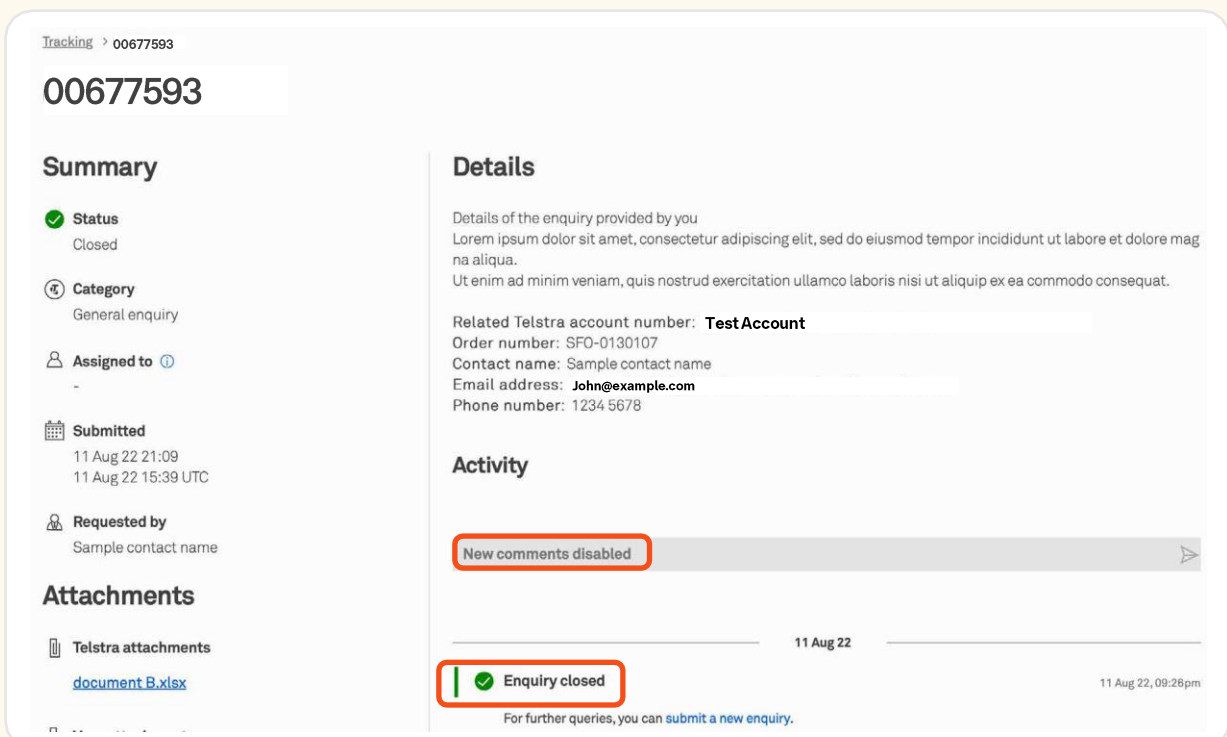 Tracking > 00677593
00677593
Summary
Status
Closed
Category
General enquiry
Assigned to
-
Submitted
11 Aug 22 21:09
11 Aug 22 15:39 UTC
Requested by
Sample contact name
Attachments
Telstra attachments
document B.xlsx
Details
Details of the enquiry provided by you
Lorem ipsum dolor sit amet, consectetur adipiscing elit, sed do eiusmod tempor incididunt ut labore et dolore mag
na aliqua.
Ut enim ad minim veniam, quis nostrud exercitation ullamco laboris nisi ut aliquip ex ea commodo consequat.
Related Telstra account number: Test Account
Order number: SFO-0130107
Contact name: Sample contact name
Email address: John@example.com
Phone number: 1234 5678
Activity
New comments disabled
11 Aug 22
Enquiry closed
11 Aug 22, 09:26pm
For further queries, you can submit a new enquiry.